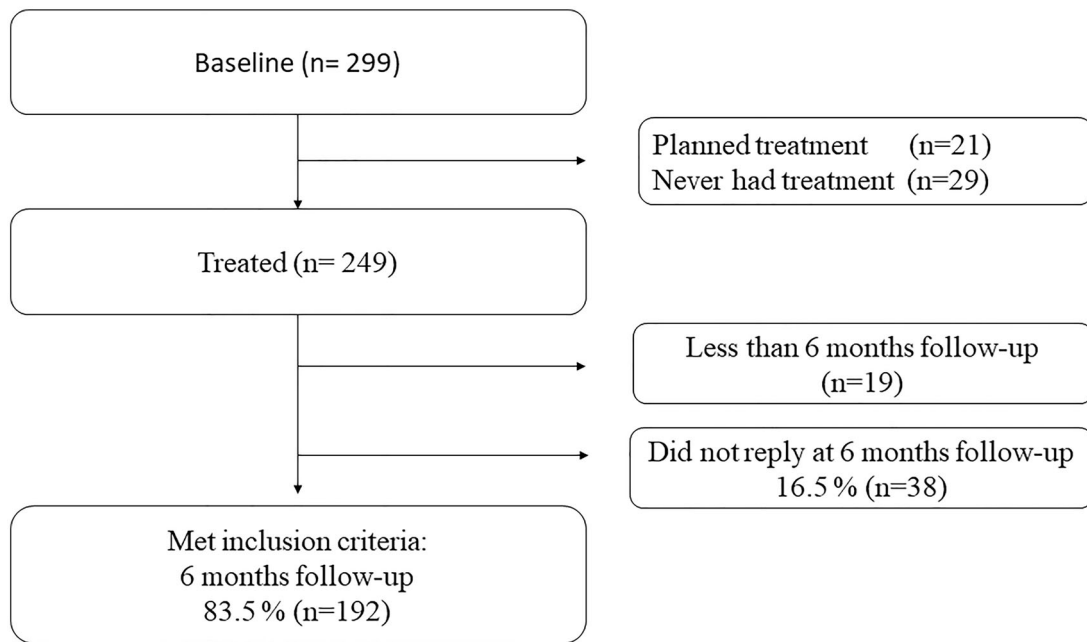 Baseline (n= 299)
Planned treatment (n=21)
Never had treatment (n=29)
Treated (n= 249)
Less than 6 months follow-up
(n=19)
Did not reply at 6 months follow-up
16.5 % (n=38)
Met inclusion criteria:
6 months follow-up
83.5 % (n=192)